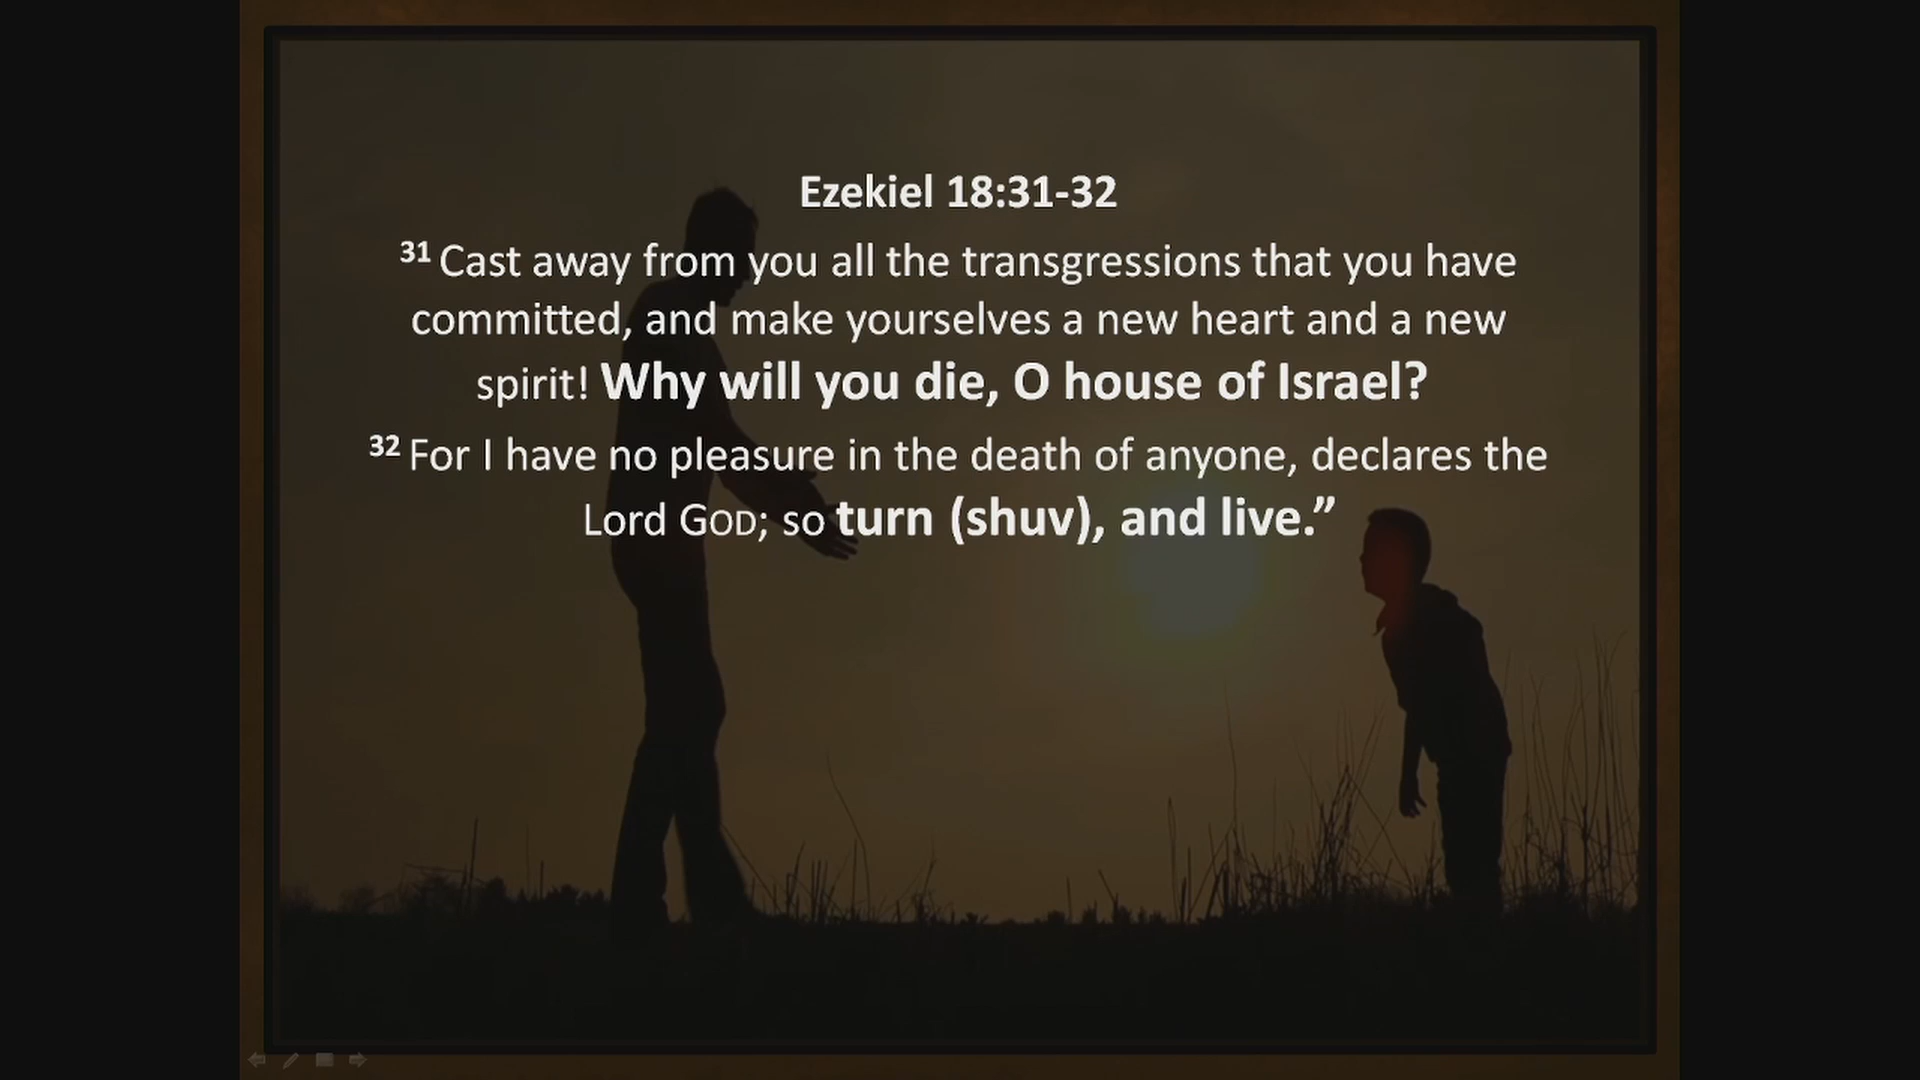 Ezekiel 18:31-32
31 Cast away from you all the transgressions that you have
committed, and make yourselves a new heart and a new
spirit! Why will you die, O house of Israel?
32 For I have no pleasure in the death of anyone, declares the
Lord GOD; so turn (shuv), and live.”